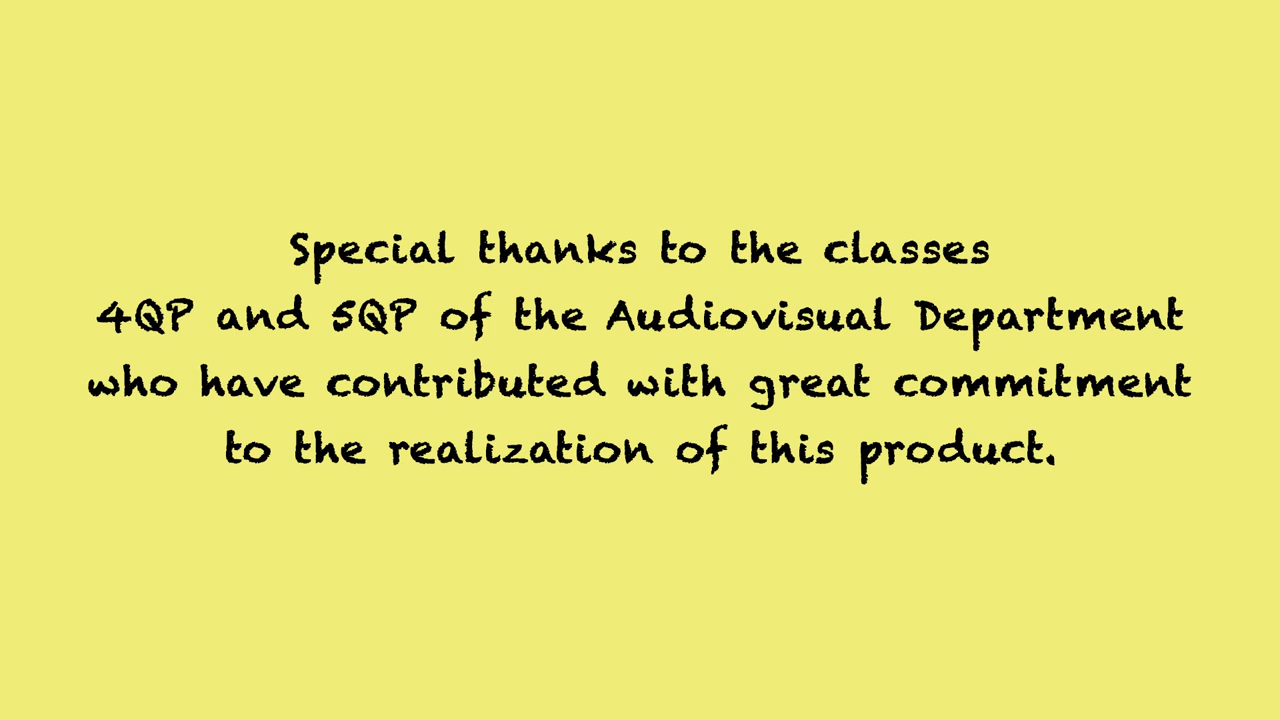 Special thanks to the classes
4QP and 5QP of the Audiovisual Department
who have contributed with great commitment
to the realization of this product.